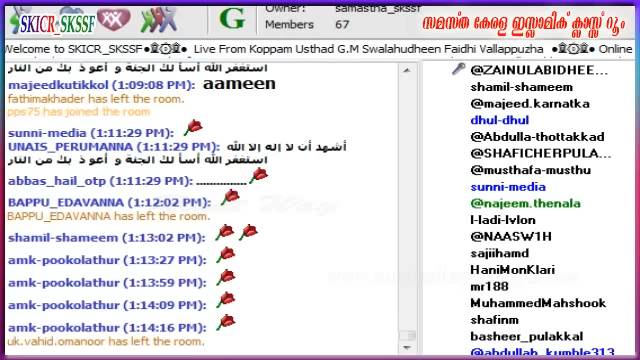 SKICR_SKSSF
G
Owner: samastha_skssf
Members 67
സമസ്ത കേരള ഇസ്ലാമിക് ക്ലാസ്സ് റൂം
Welcome to SKICR_SKSSF Live From Koppam Usthad G.M Swalahudheen Faidhi Vallappuzha Online
استغفر الله أسألك الجنة و أعوذ بك من النار
majeedkutikkol (1:09:08 PM): aameen
fathimakhader has left the room.
pps75 has joined the room
sunni-media (1:11:29 PM):
UNAIS_PERUMANNA (1:11:29 PM): أشهد أن لا إله إلا الله
استغفر الله أسألك الجنة و أعوذ بك من النار
abbas_hail_otp (1:11:29 PM): ..............
BAPPU_EDAVANNA (1:12:02 PM):
BAPPU_EDAVANNA has left the room.
shamil-shameem (1:13:02 PM):
amk-pookolathur (1:13:27 PM):
amk-pookolathur (1:13:59 PM):
amk-pookolathur (1:14:09 PM):
amk-pookolathur (1:14:16 PM):
uk.vahid.omanoor has left the room.
@ZAINULABIDHEE...
shamil-shameem
@majeed.karnatka
dhul-dhul
@Abdulla-thottakkad
@SHAFICHERPULA...
@musthafa-musthu
sunni-media
@najeem.thenala
l-ladi-lvlon
@NAASW1H
sajiihamd
HaniMonKlari
mr188
MuhammedMahshook
shafinm
basheer_pulakkal
@abdullah_kumble313